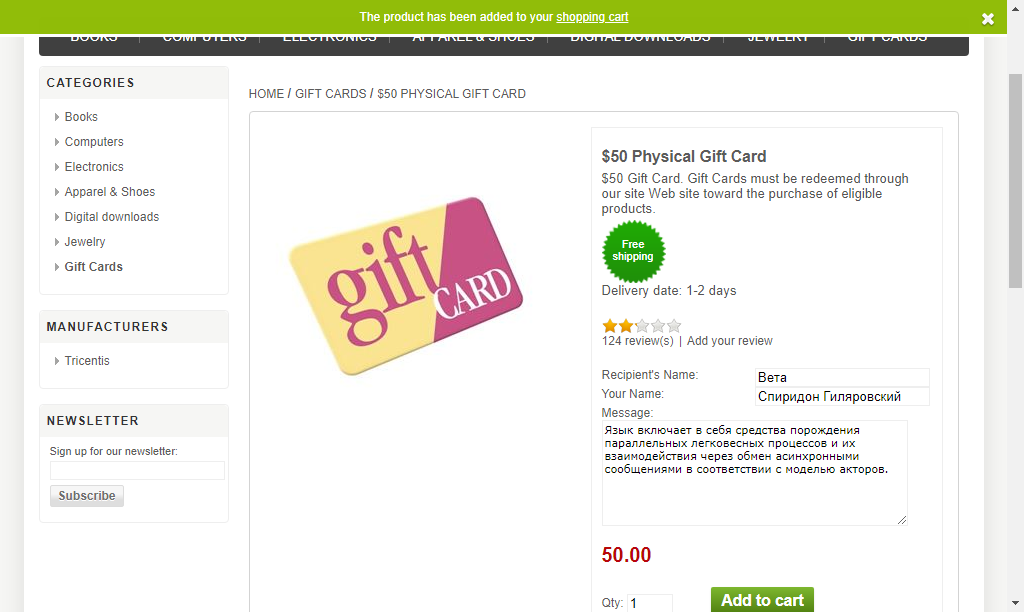 The product has been added to your shopping cart
BOOKS COMPUTERS ELECTRONICS APPAREL & SHOES DIGITAL DOWNLOADS JEWELRY GIFT CARDS
CATEGORIES
Books
Computers
Electronics
Apparel & Shoes
Digital downloads
Jewelry
Gift Cards
MANUFACTURERS
Tricentis
NEWSLETTER
Sign up for our newsletter:
Subscribe
HOME / GIFT CARDS / $50 PHYSICAL GIFT CARD
gift
CARD
$50 Physical Gift Card
$50 Gift Card. Gift Cards must be redeemed through
our site Web site toward the purchase of eligible
products.
Free
shipping
Delivery date: 1-2 days
124 review(s) | Add your review
Recipient's Name: Вета
Your Name: Спиридон Гиляровский
Message:
Язык включает в себя средства порождения
параллельных легковесных процессов и их
взаимодействия через обмен асинхронными
сообщениями в соответствии с моделью акторов.
50.00
Qty: 1 Add to cart